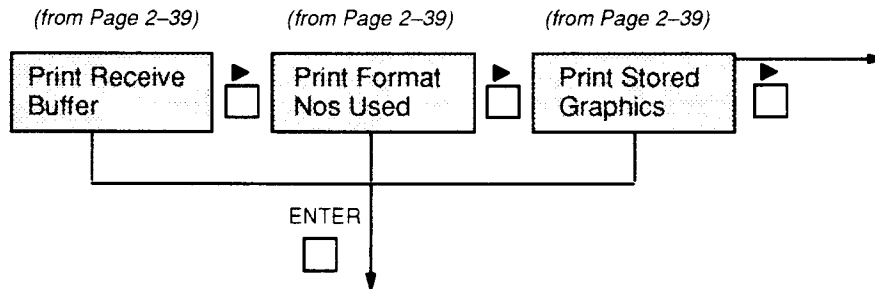 (from Page 2–39) (from Page 2–39) (from Page 2–39)
Print Receive
Buffer
Print Format
Nos Used
Print Stored
Graphics
ENTER